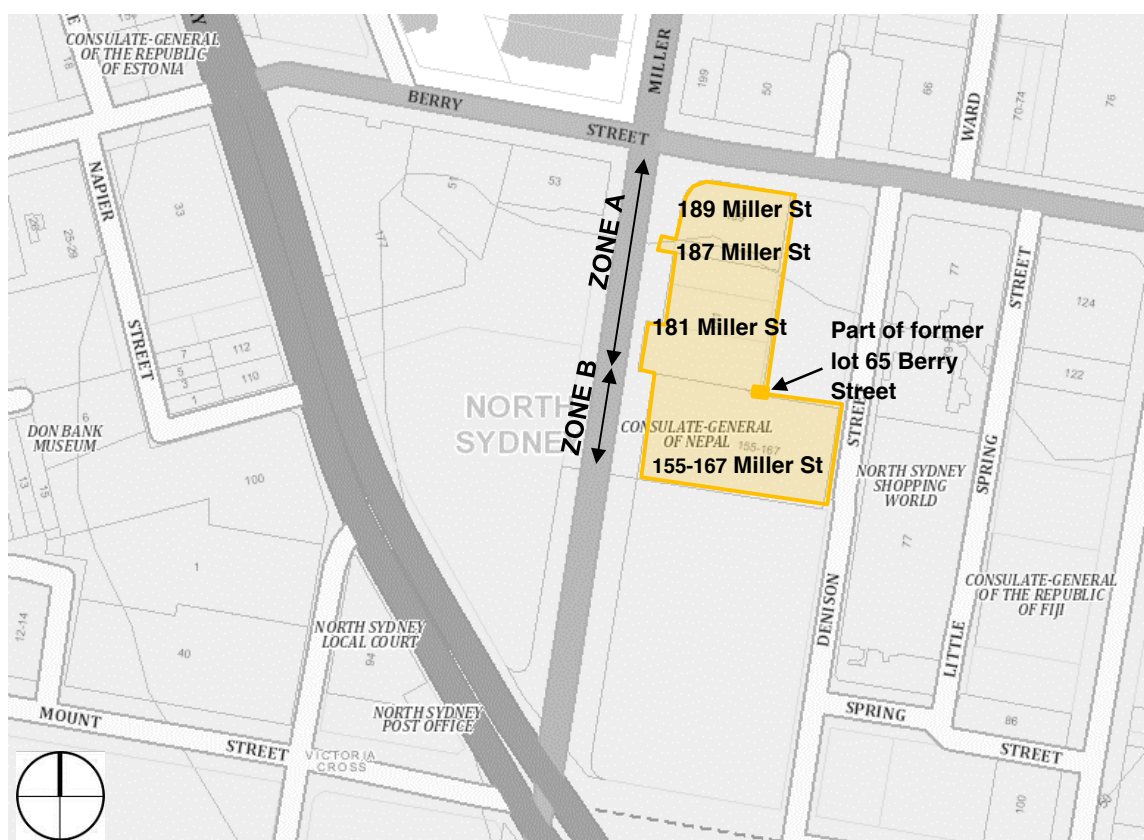 CONSULATE-GENERAL
OF THE REPUBLIC
OF ESTONIA
18
BERRY
STREET
MILLER
199
50
66
WARD
70-74
76
NAPIER
STREET
33
26
25-29
177
51
53
ZONE A
ZONE B
189 Miller St
187 Miller St
181 Miller St
Part of former
lot 65 Berry
Street
CONSULATE-GENERAL
OF NEPAL
155-167
155-167 Miller St
NORTH
SYDNEY
7
5
3
1
112
110
6
DON BANK
MUSEUM
13
15
100
1
12-14
40
NORTH SYDNEY
LOCAL COURT
94
NORTH SYDNEY
POST OFFICE
MOUNT
STREET
VICTORIA
CROSS
DENISON
STREET
NORTH SYDNEY
SHOPPING
WORLD
77
77
LITTLE
SPRING
STREET
124
122
CONSULATE-GENERAL
OF THE REPUBLIC
OF FIJI
SPRING
STREET
86
100